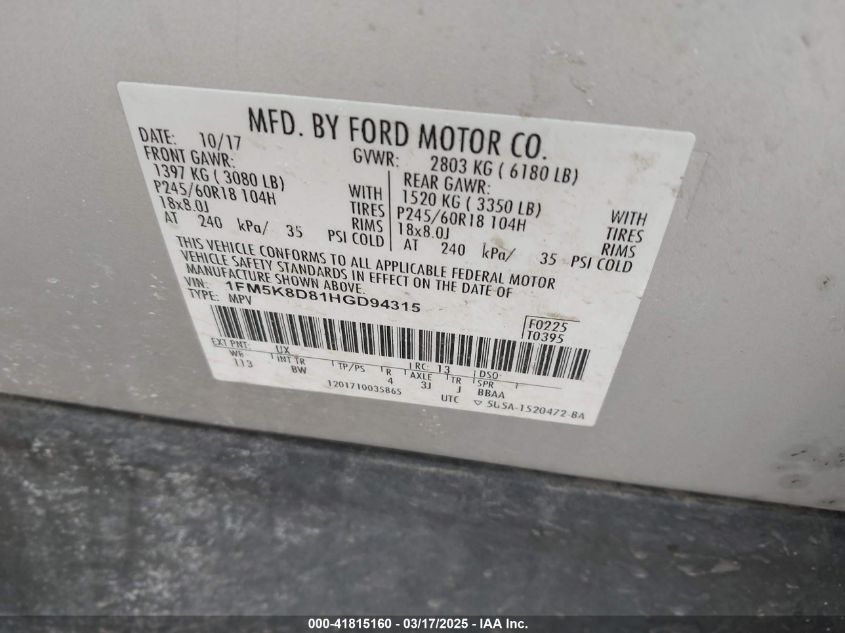 MFD. BY FORD MOTOR CO.
DATE: 10/17 GVWR: 2803 KG ( 6180 LB)
FRONT GAWR: REAR GAWR:
1397 KG ( 3080 LB) WITH 1520 KG ( 3350 LB) WITH
P245/60R18 104H TIRES P245/60R18 104H TIRES
18x8.0J RIMS 18x8.0J RIMS
AT 240 kPa/ 35 PSI COLD AT 240 kPa/ 35 PSI COLD
THIS VEHICLE CONFORMS TO ALL APPLICABLE FEDERAL MOTOR
VEHICLE SAFETY STANDARDS IN EFFECT ON THE DATE OF
MANUFACTURE SHOWN ABOVE.
VIN: 1FM5K8D81HGD94315
TYPE: MPV
F0225
T0395
EXT PNT: UX RC: 13 DSO:
WB INT TR TP/PS R AXLE TR SPR
113 BW 4 3J J BBAA
1201710035865 UTC ▽ 5U5A-1520472-BA
000-41815160 - 03/17/2025 - IAA Inc.